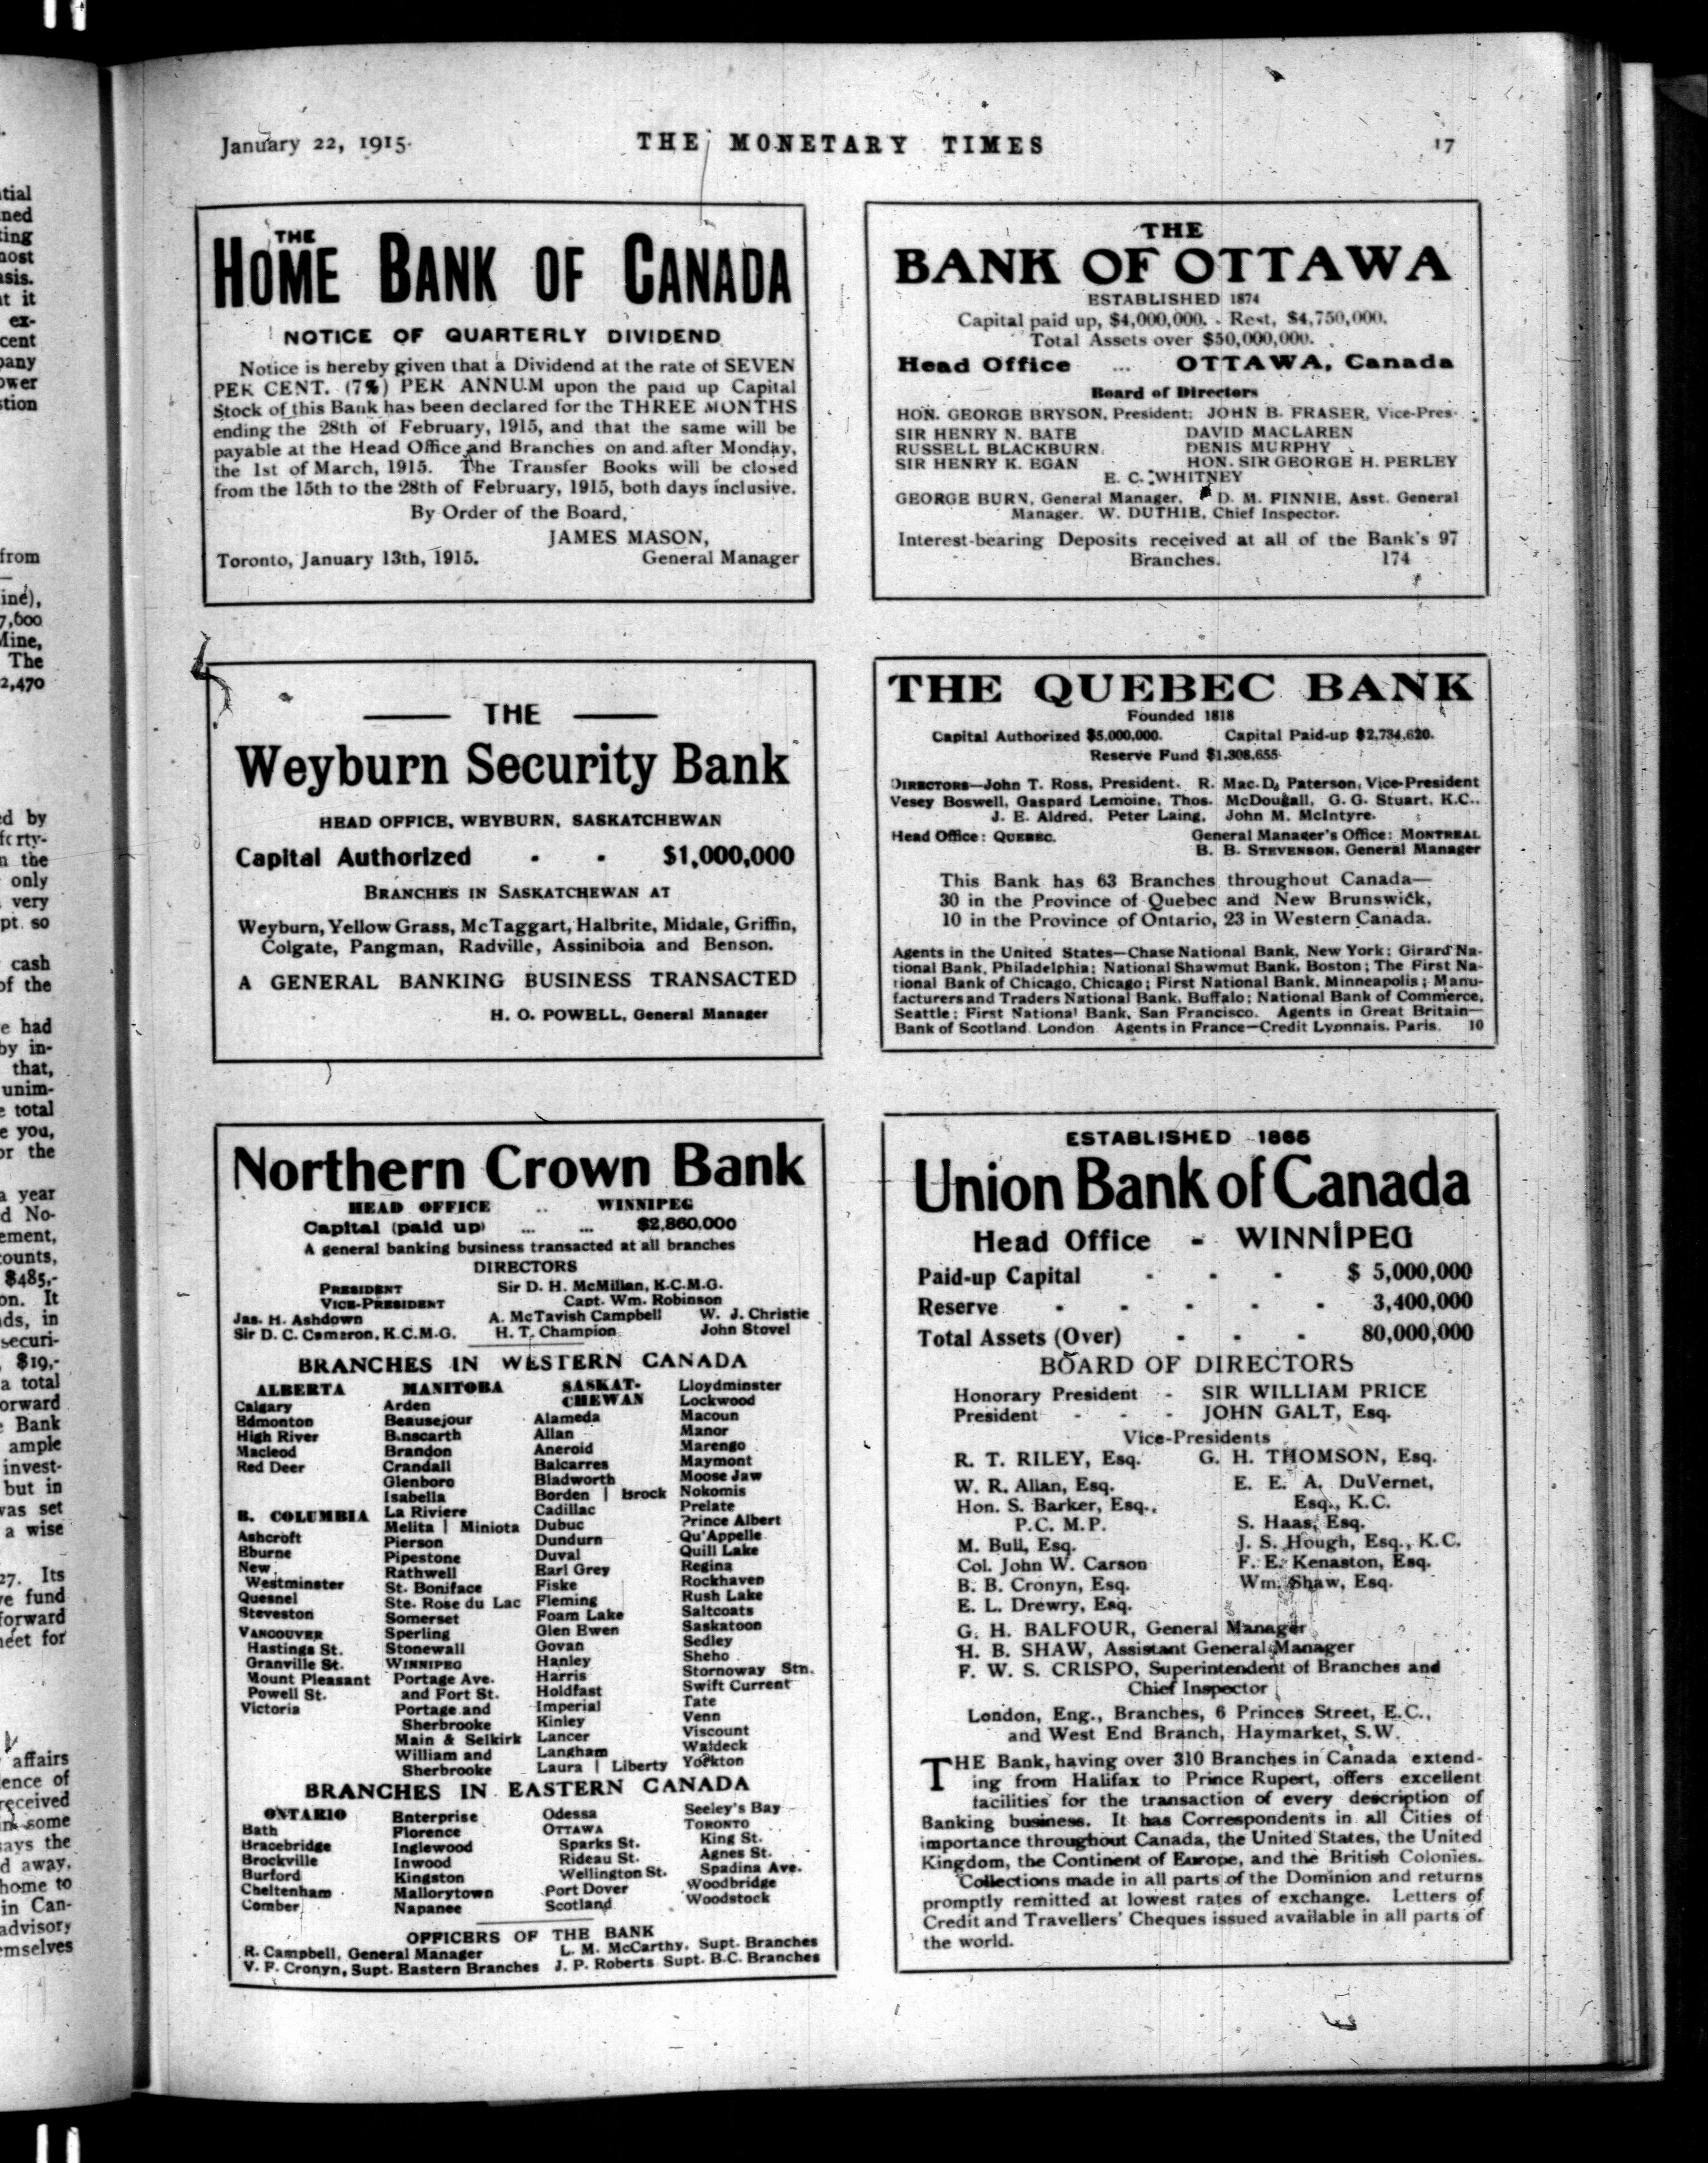 January 22, 1915.
THE MONETARY TIMES
17
THE
HOME BANK OF CANADA
NOTICE OF QUARTERLY DIVIDEND
Notice is hereby given that a Dividend at the rate of SEVEN
PER CENT. (7%) PER ANNUM upon the paid up Capital
Stock of this Bank has been declared for the THREE MONTHS
ending the 28th of February, 1915, and that the same will be
payable at the Head Office and Branches on and after Monday,
the 1st of March, 1915. The Transfer Books will be closed
from the 15th to the 28th of February, 1915, both days inclusive.
By Order of the Board,
JAMES MASON,
Toronto, January 13th, 1915. General Manager
THE
BANK OF OTTAWA
ESTABLISHED 1874
Capital paid up, $4,000,000. - Rest, $4,750,000.
Total Assets over $50,000,000.
Head Office ... OTTAWA, Canada
Board of Directors
HON. GEORGE BRYSON, President; JOHN B. FRASER, Vice-Pres.
SIR HENRY N. BATE DAVID MACLAREN
RUSSELL BLACKBURN DENIS MURPHY
SIR HENRY K. EGAN HON. SIR GEORGE H. PERLEY
E. C. WHITNEY
GEORGE BURN, General Manager. D. M. FINNIE, Asst. General
Manager. W. DUTHIE, Chief Inspector.
Interest-bearing Deposits received at all of the Bank's 97
Branches. 174
THE
Weyburn Security Bank
HEAD OFFICE, WEYBURN, SASKATCHEWAN
Capital Authorized - - $1,000,000
BRANCHES IN SASKATCHEWAN AT
Weyburn, Yellow Grass, McTaggart, Halbrite, Midale, Griffin,
Colgate, Pangman, Radville, Assiniboia and Benson.
A GENERAL BANKING BUSINESS TRANSACTED
H. O. POWELL, General Manager
THE QUEBEC BANK
Founded 1818
Capital Authorized $5,000,000. Capital Paid-up $2,734,620.
Reserve Fund $1,308,655
DIRECTORS—John T. Ross, President. R. Mac. D. Paterson, Vice-President
Vesey Boswell, Gaspard Lemoine, Thos. McDougall, G. G. Stuart, K.C.,
J. E. Aldred, Peter Laing, John M. McIntyre.
Head Office: QUEBEC. General Manager's Office: MONTREAL
B. B. STEVENSON, General Manager
This Bank has 63 Branches throughout Canada—
30 in the Province of Quebec and New Brunswick,
10 in the Province of Ontario, 23 in Western Canada.
Agents in the United States—Chase National Bank, New York; Girard Na-
tional Bank, Philadelphia; National Shawmut Bank, Boston; The First Na-
tional Bank of Chicago, Chicago; First National Bank, Minneapolis; Manu-
facturers and Traders National Bank, Buffalo; National Bank of Commerce,
Seattle; First National Bank, San Francisco. Agents in Great Britain—
Bank of Scotland, London. Agents in France—Credit Lyonnais, Paris. 10
Northern Crown Bank
HEAD OFFICE .. WINNIPEG
Capital (paid up) ... ... $2,860,000
A general banking business transacted at all branches
DIRECTORS
PRESIDENT Sir D. H. McMillan, K.C.M.G.
VICE-PRESIDENT Capt. Wm. Robinson
Jas. H. Ashdown A. McTavish Campbell W. J. Christie
Sir D. C. Cameron, K.C.M.G. H. T. Champion John Stovel
BRANCHES IN WESTERN CANADA
ALBERTA
Calgary
Edmonton
High River
Macleod
Red Deer
B. COLUMBIA
Ashcroft
Eburne
New
Westminster
Quesnel
Steveston
VANCOUVER
Hastings St.
Granville St.
Mount Pleasant
Powell St.
Victoria
MANITOBA
Arden
Beausejour
Binscarth
Brandon
Crandall
Glenboro
Isabella
La Riviere
Melita | Miniota
Pierson
Pipestone
Rathwell
St. Boniface
Ste. Rose du Lac
Somerset
Sperling
Stonewall
WINNIPEG
Portage Ave.
and Fort St.
Portage and
Sherbrooke
Main & Selkirk
William and
Sherbrooke
SASKAT-
CHEWAN
Alameda
Allan
Aneroid
Balcarres
Bladworth
Borden | Brock
Cadillac
Dubuc
Dundurn
Duval
Earl Grey
Fiske
Fleming
Foam Lake
Glen Ewen
Govan
Hanley
Harris
Holdfast
Imperial
Kinley
Lancer
Langham
Laura | Liberty
Lloydminster
Lockwood
Macoun
Manor
Marengo
Maymont
Moose Jaw
Nokomis
Prelate
Prince Albert
Qu'Appelle
Quill Lake
Regina
Rockhaven
Rush Lake
Saltcoats
Saskatoon
Sedley
Sheho
Stornoway Stn.
Swift Current
Tate
Venn
Viscount
Waldeck
Yorkton
BRANCHES IN EASTERN CANADA
ONTARIO
Bath
Bracebridge
Brockville
Burford
Cheltenham
Comber
Enterprise
Florence
Inglewood
Inwood
Kingston
Mallorytown
Napanee
Odessa
OTTAWA
Sparks St.
Rideau St.
Wellington St.
Port Dover
Scotland
Seeley's Bay
TORONTO
King St.
Agnes St.
Spadina Ave.
Woodbridge
Woodstock
OFFICERS OF THE BANK
R. Campbell, General Manager L. M. McCarthy, Supt. Branches
V. F. Cronyn, Supt. Eastern Branches J. P. Roberts Supt. B.C. Branches
ESTABLISHED 1865
Union Bank of Canada
Head Office - WINNIPEG
Paid-up Capital - - - $ 5,000,000
Reserve - - - - - 3,400,000
Total Assets (Over) - - - 80,000,000
BOARD OF DIRECTORS
Honorary President - SIR WILLIAM PRICE
President - - - JOHN GALT, Esq.
Vice-Presidents
R. T. RILEY, Esq. G. H. THOMSON, Esq.
W. R. Allan, Esq.
Hon. S. Barker, Esq.,
P.C. M.P.
M. Bull, Esq.
Col. John W. Carson
B. B. Cronyn, Esq.
E. L. Drewry, Esq.
E. E. A. DuVernet,
Esq., K.C.
S. Haas, Esq.
J. S. Hough, Esq., K.C.
F. E. Kenaston, Esq.
Wm. Shaw, Esq.
G. H. BALFOUR, General Manager
H. B. SHAW, Assistant General Manager
F. W. S. CRISPO, Superintendent of Branches and
Chief Inspector
London, Eng., Branches, 6 Princes Street, E.C.,
and West End Branch, Haymarket, S.W.
THE Bank, having over 310 Branches in Canada extend-
ing from Halifax to Prince Rupert, offers excellent
facilities for the transaction of every description of
Banking business. It has Correspondents in all Cities of
importance throughout Canada, the United States, the United
Kingdom, the Continent of Europe, and the British Colonies.
Collections made in all parts of the Dominion and returns
promptly remitted at lowest rates of exchange. Letters of
Credit and Travellers' Cheques issued available in all parts of
the world.